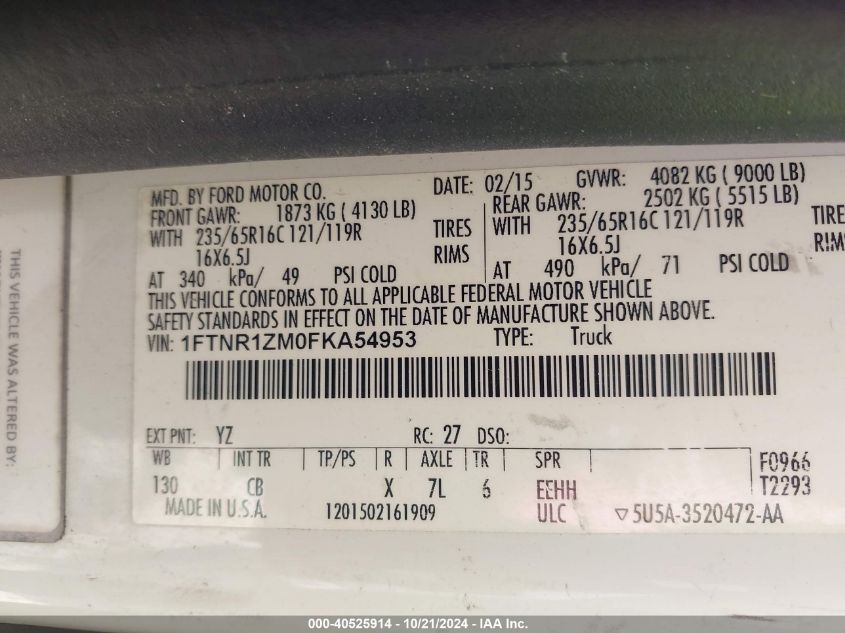 MFD. BY FORD MOTOR CO.
DATE: 02/15 GVWR: 4082 KG ( 9000 LB)
FRONT GAWR: 1873 KG ( 4130 LB) REAR GAWR: 2502 KG ( 5515 LB)
WITH 235/65R16C 121/119R TIRES WITH 235/65R16C 121/119R TIRE
16X6.5J RIMS 16X6.5J RIMS
AT 340 kPa/ 49 PSI COLD AT 490 kPa/ 71 PSI COLD
THIS VEHICLE CONFORMS TO ALL APPLICABLE FEDERAL MOTOR VEHICLE
SAFETY STANDARDS IN EFFECT ON THE DATE OF MANUFACTURE SHOWN ABOVE.
VIN: 1FTNR1ZM0FKA54953 TYPE: Truck
EXT PNT: YZ RC: 27 DSO:
WB INT TR TP/PS R AXLE TR SPR F0966
130 CB X 7L 6 EEHH T2293
MADE IN U.S.A. 1201502161909 ULC ▽5U5A-3520472-AA
THIS VEHICLE WAS ALTERED BY:
000-40525914 - 10/21/2024 - IAA Inc.